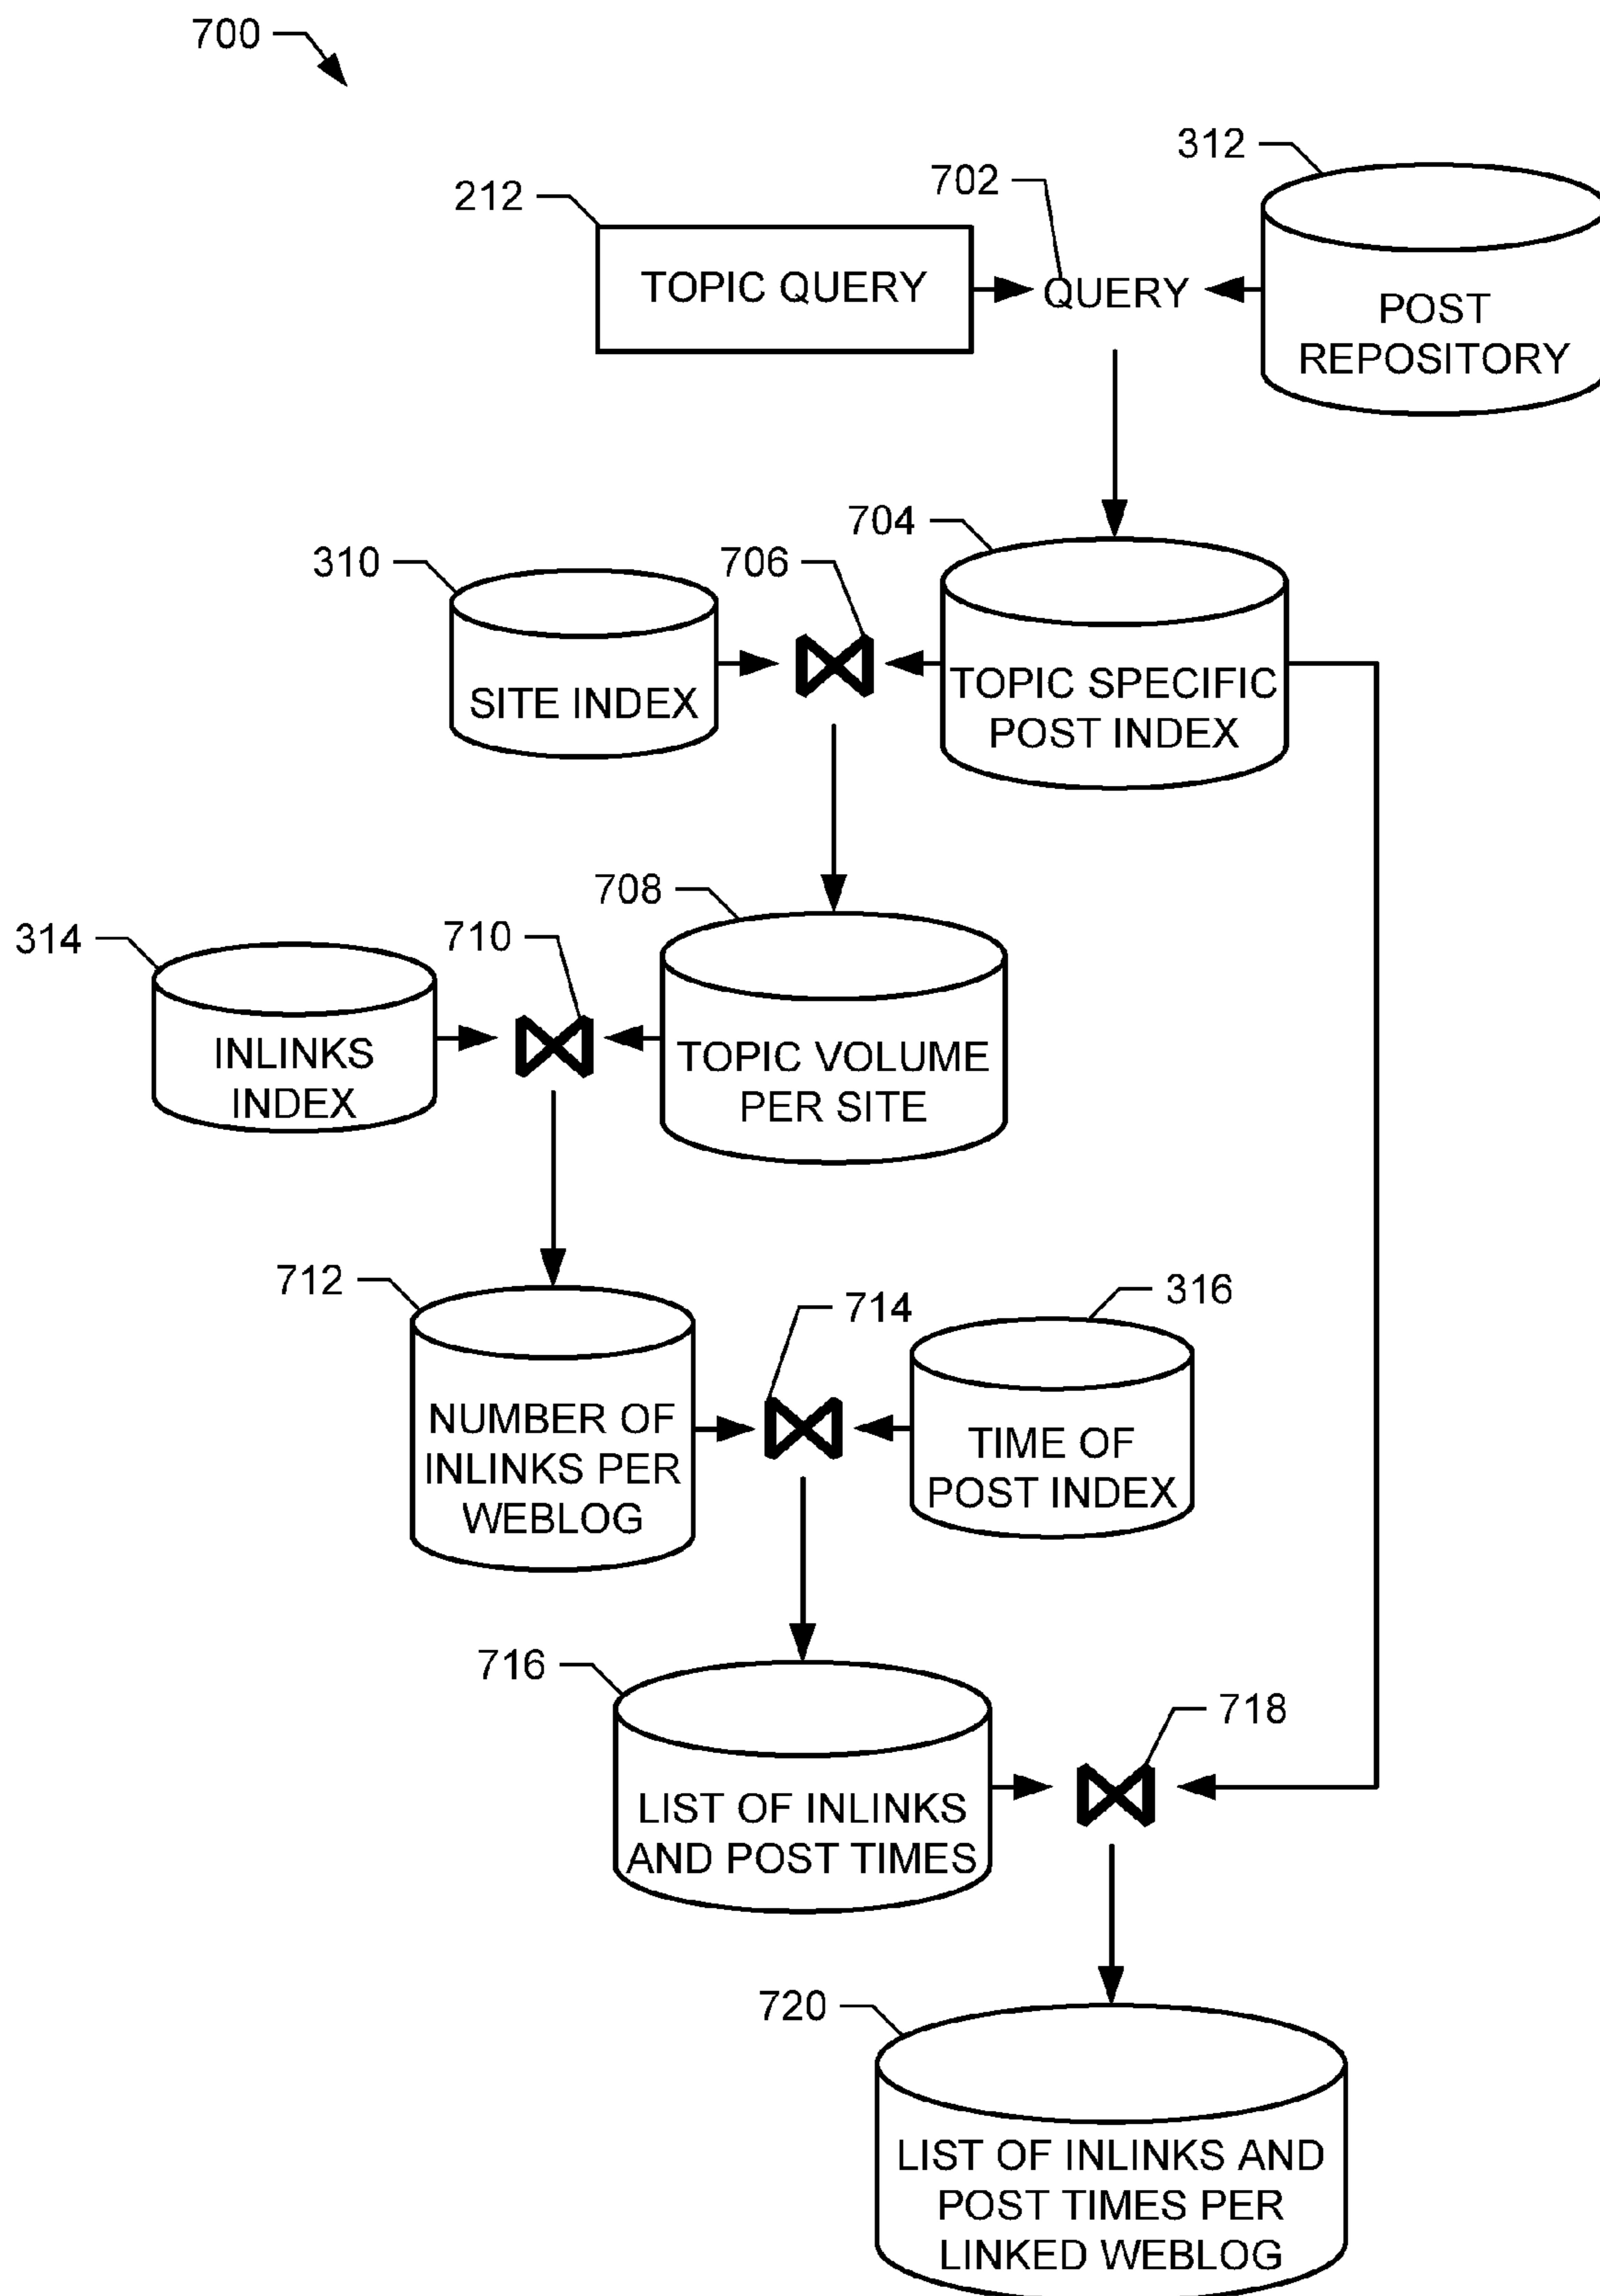 700
312
702
212
TOPIC QUERY
QUERY
POST
REPOSITORY
704
706
310
TOPIC SPECIFIC
POST INDEX
SITE INDEX
708
710
314
INLINKS
INDEX
TOPIC VOLUME
PER SITE
712
714
316
NUMBER OF
INLINKS PER
WEBLOG
TIME OF
POST INDEX
716
718
LIST OF INLINKS
AND POST TIMES
720
LIST OF INLINKS AND
POST TIMES PER
LINKED WEBLOG